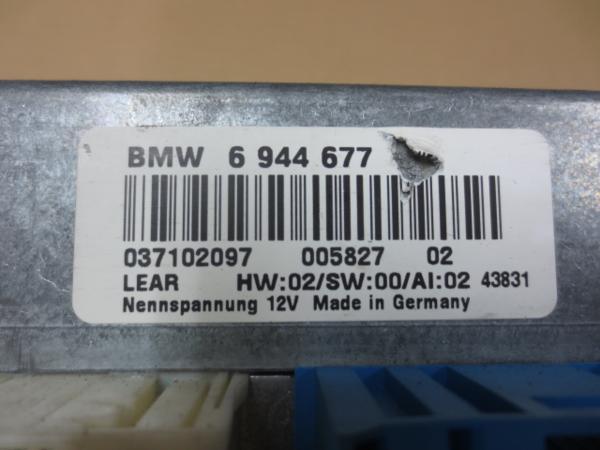 BMW 6 944 677
037102097 005827 02
LEAR HW:02/SW:00/AI:02 43831
Nennspannung 12V Made in Germany